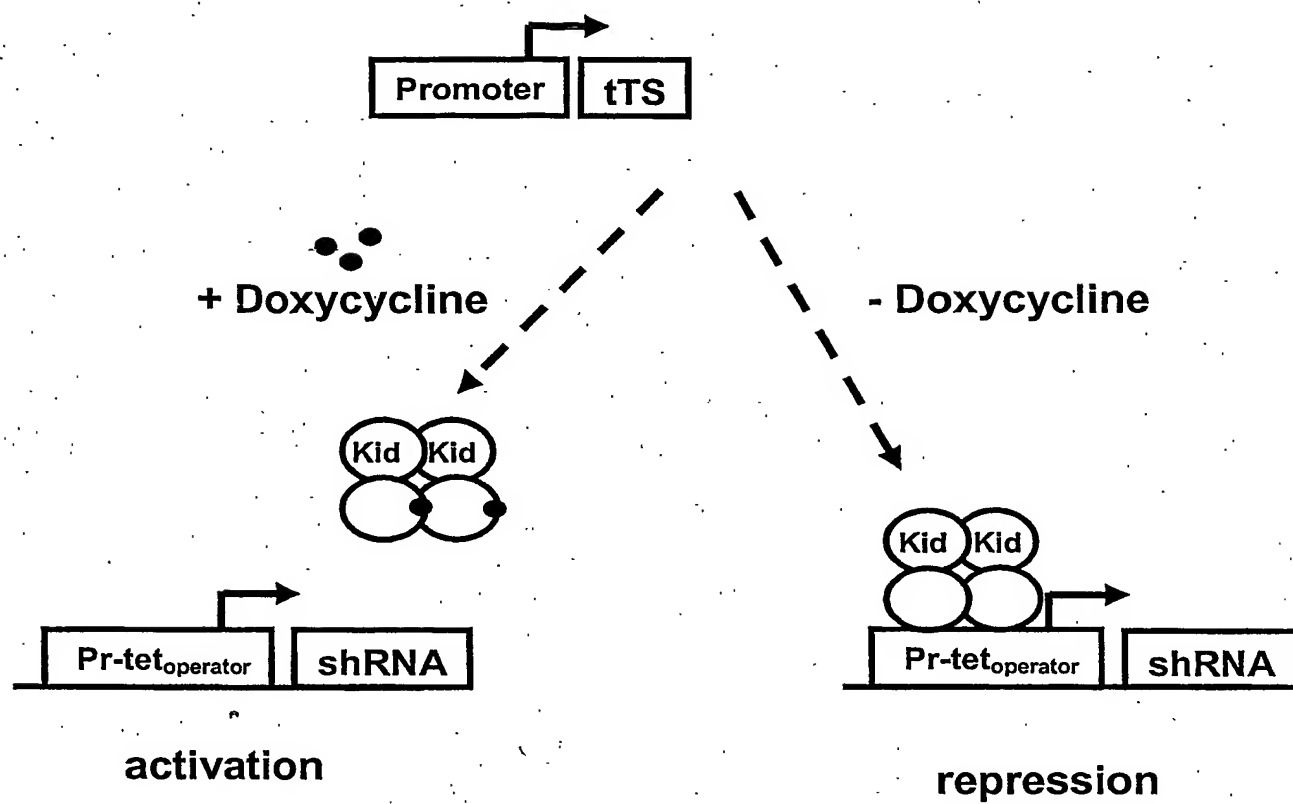 Promoter tTS
+ Doxycycline
- Doxycycline
Kid Kid
Kid Kid
Pr-tetoperator shRNA
Pr-tetoperator shRNA
activation
repression